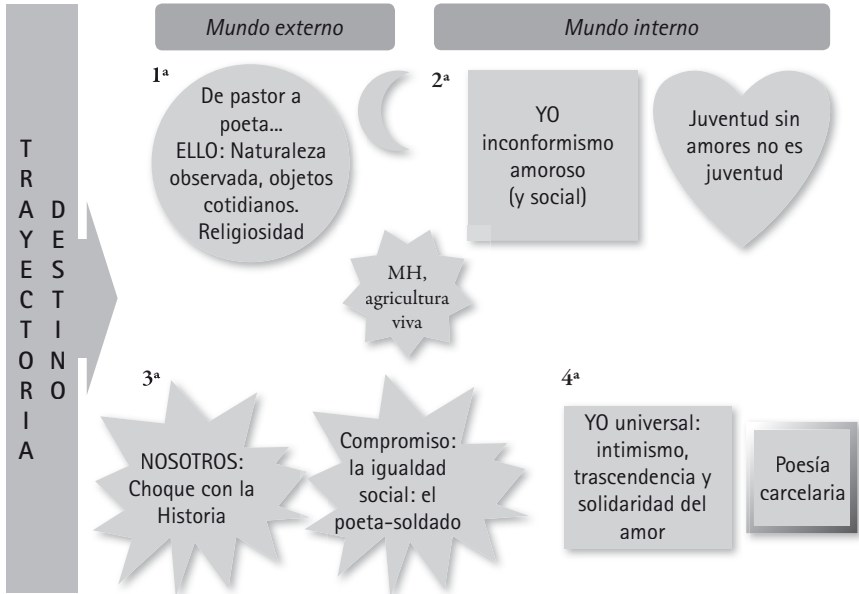 TRAYECTORIA
DESTINO
Mundo externo
Mundo interno
1ª
De pastor a
poeta...
ELLO: Naturaleza
observada, objetos
cotidianos.
Religiosidad
2ª
YO
inconformismo
amoroso
(y social)
Juventud sin
amores no es
juventud
MH,
agricultura
viva
3ª
NOSOTROS:
Choque con la
Historia
Compromiso:
la igualdad
social: el
poeta-soldado
4ª
YO universal:
intimismo,
trascendencia y
solidaridad del
amor
Poesía
carcelaria